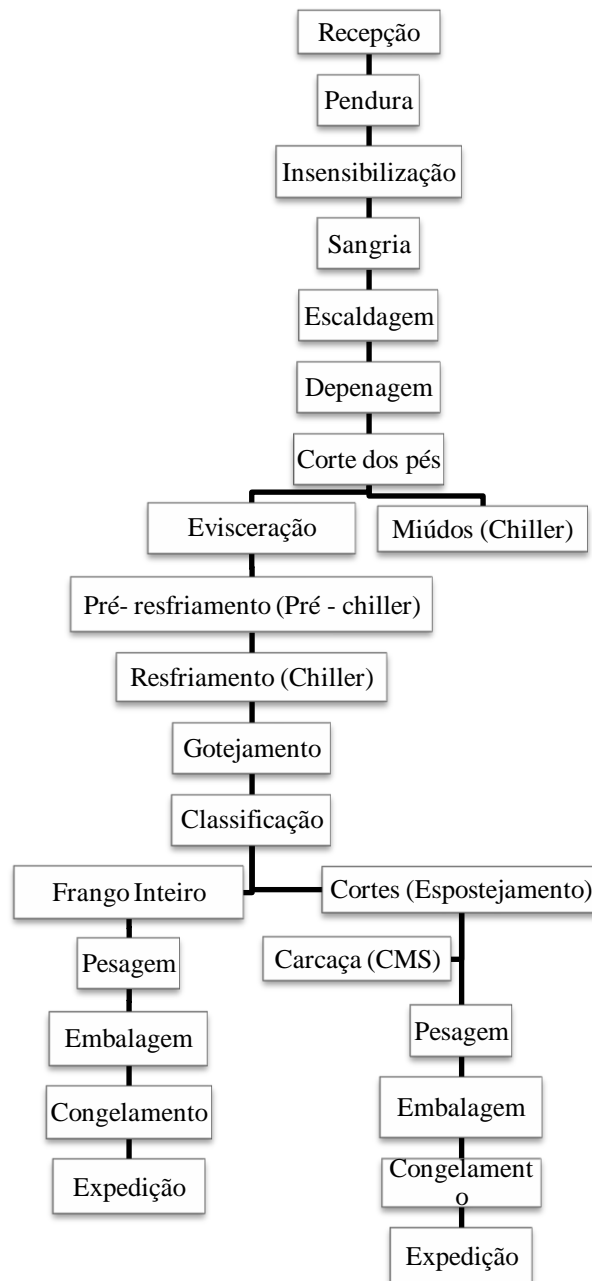 Recepção
Pendura
Insensibilização
Sangria
Escaldagem
Depenagem
Corte dos pés
Evisceração
Miúdos (Chiller)
Pré- resfriamento (Pré - chiller)
Resfriamento (Chiller)
Gotejamento
Classificação
Frango Inteiro
Cortes (Espostejamento)
Pesagem
Carcaça (CMS)
Embalagem
Pesagem
Congelamento
Embalagem
Expedição
Congelament
o
Expedição